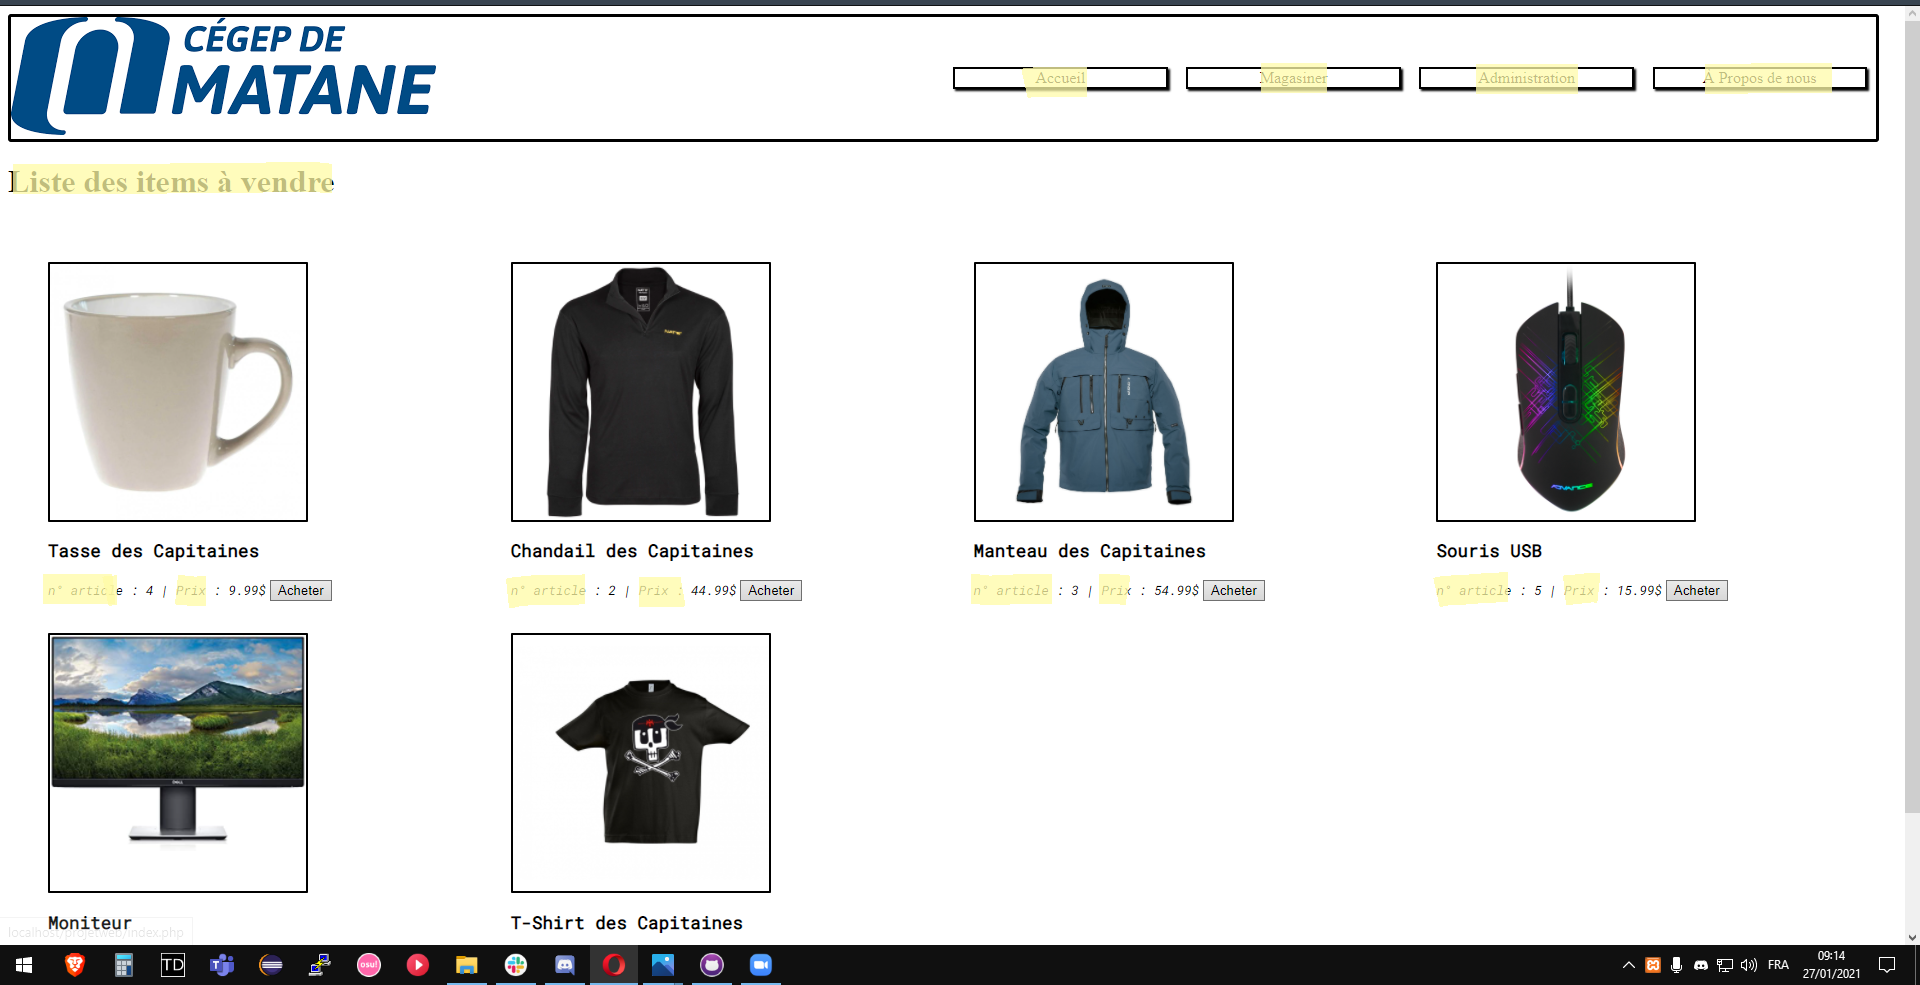 CÉGEP DE
MATANE
Accueil
Magasiner
Administration
À Propos de nous
Liste des items à vendre
Tasse des Capitaines
n° article : 4 | Prix : 9.99$ Acheter
Chandail des Capitaines
n° article : 2 | Prix : 44.99$ Acheter
Manteau des Capitaines
n° article : 3 | Prix : 54.99$ Acheter
Souris USB
n° article : 5 | Prix : 15.99$ Acheter
DELL
Moniteur
T-Shirt des Capitaines
localhost/projetweb/index.php
TD
osu!
FRA
09:14
27/01/2021